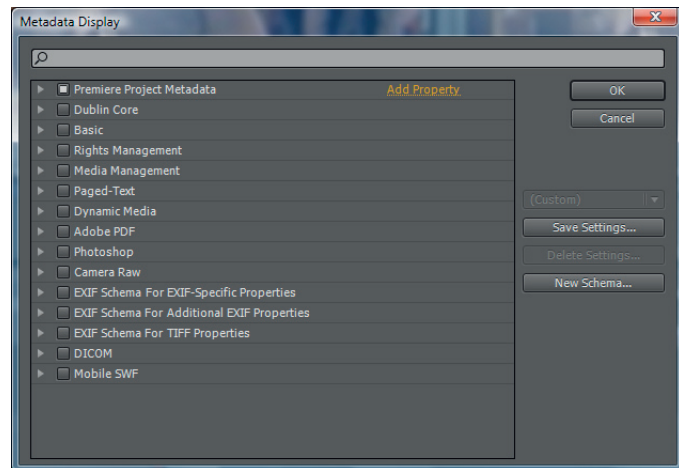 Metadata Display
Premiere Project Metadata Add Property
Dublin Core
Basic
Rights Management
Media Management
Paged-Text
Dynamic Media
Adobe PDF
Photoshop
Camera Raw
EXIF Schema For EXIF-Specific Properties
EXIF Schema For Additional EXIF Properties
EXIF Schema For TIFF Properties
DICOM
Mobile SWF
OK
Cancel
(Custom)
Save Settings...
Delete Settings...
New Schema...